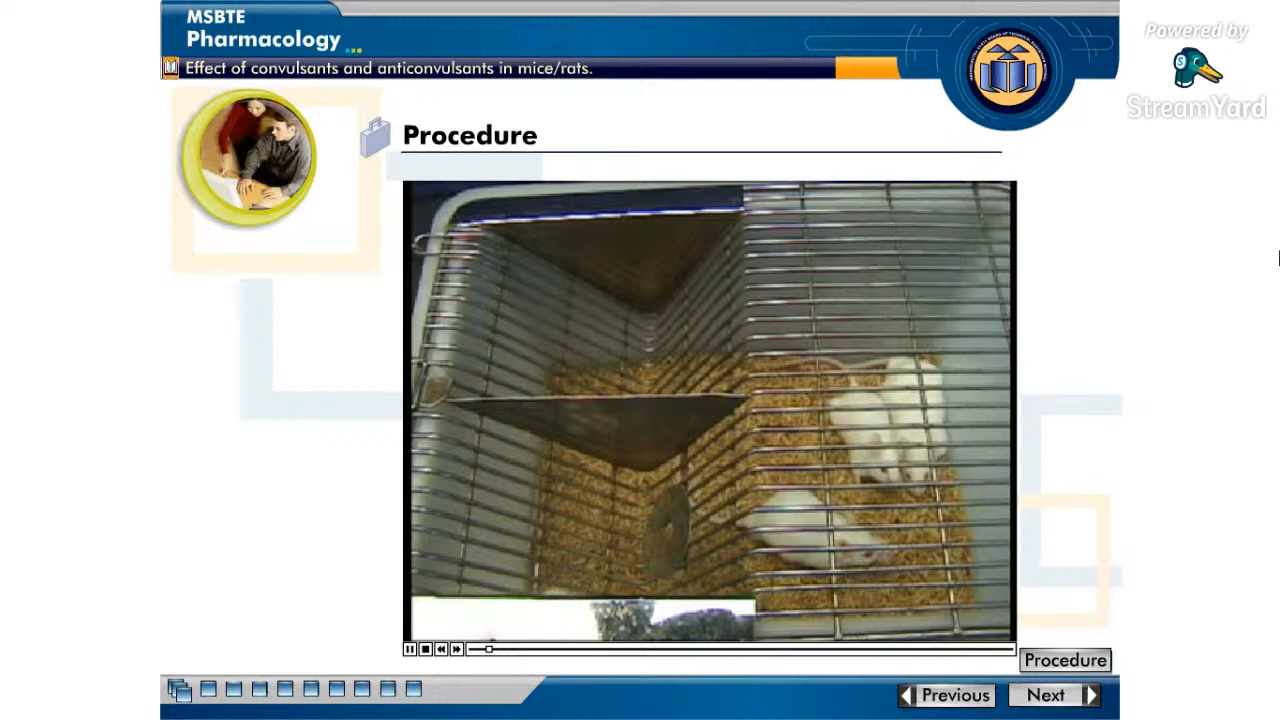 MSBTE
Pharmacology
Effect of convulsants and anticonvulsants in mice/rats.
Powered by
StreamYard
Procedure
Procedure
Previous
Next